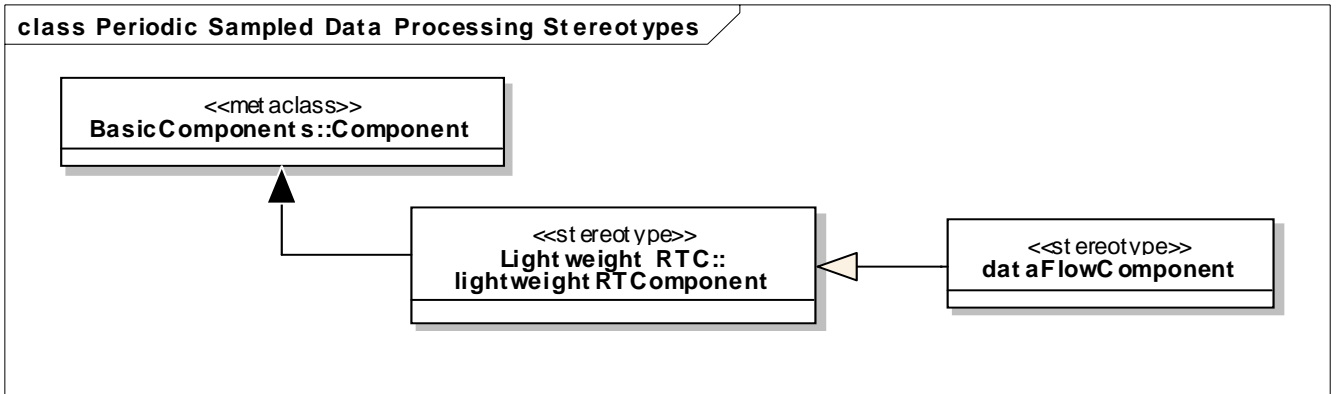 class Periodic Sampled Data Processing Stereotypes
<<metaclass>>
BasicComponents::Component
<<stereotype>>
Lightweight RTC::
lightweightRTComponent
<<stereotype>>
dataFlowComponent